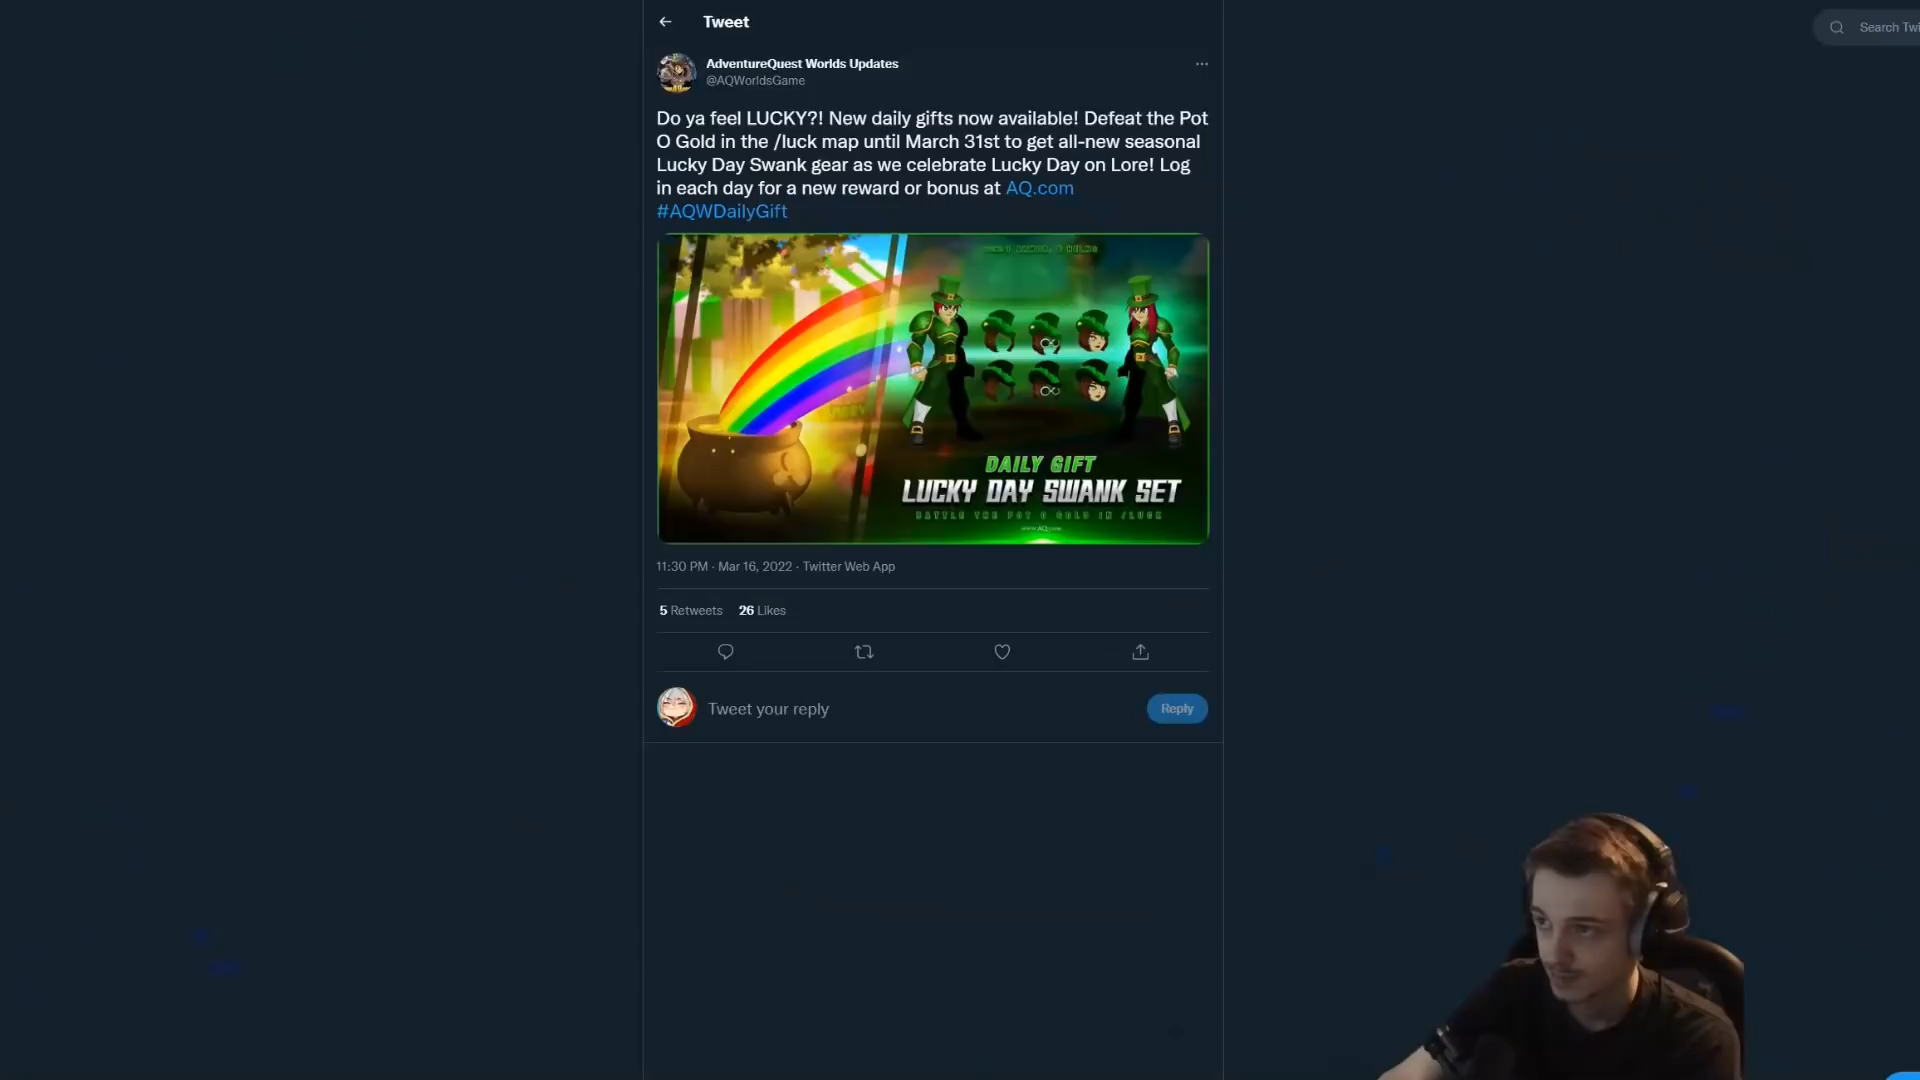 Tweet
Search Twi
AdventureQuest Worlds Updates
@AQWorldsGame
Do ya feel LUCKY?! New daily gifts now available! Defeat the Pot
O Gold in the /luck map until March 31st to get all-new seasonal
Lucky Day Swank gear as we celebrate Lucky Day on Lore! Log
in each day for a new reward or bonus at AQ.com
#AQWDailyGift
DAILY GIFT
LUCKY DAY SWANK SET
BATTLE THE POT O GOLD IN /LUCK
www.AQ.com
11:30 PM · Mar 16, 2022 · Twitter Web App
5 Retweets 26 Likes
Tweet your reply
Reply